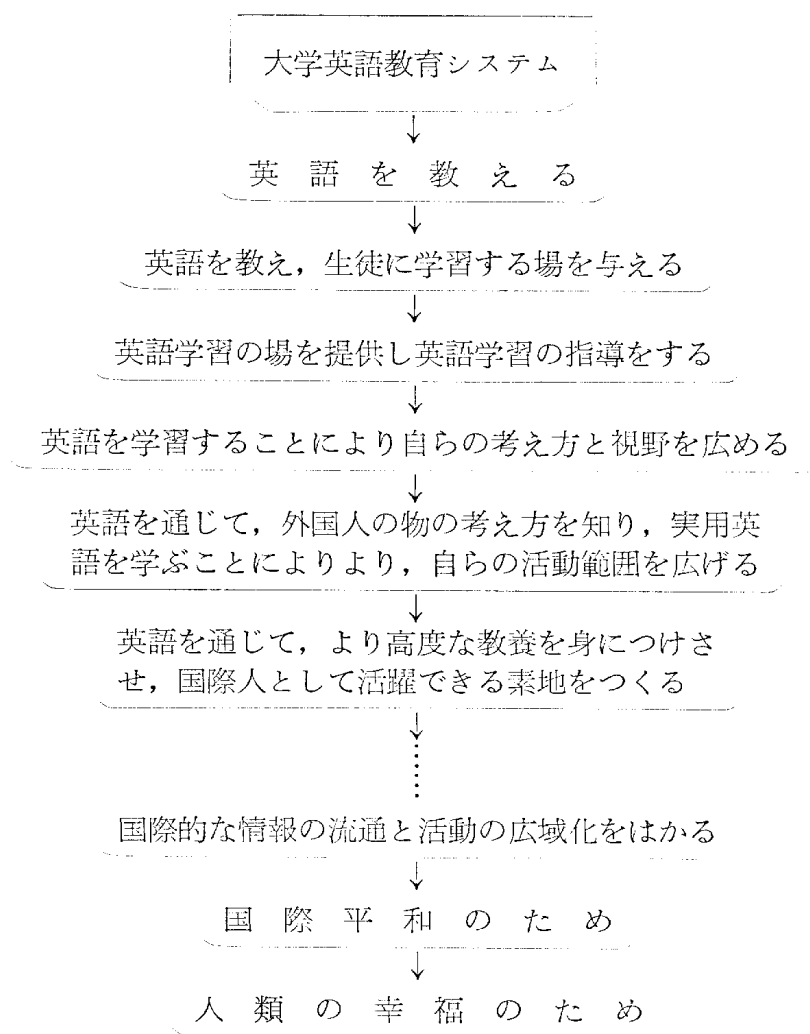 大学英語教育システム
↓
英語を教える
↓
英語を教え，生徒に学習する場を与える
↓
英語学習の場を提供し英語学習の指導をする
↓
英語を学習することにより自らの考え方と視野を広める
↓
英語を通じて，外国人の物の考え方を知り，実用英
語を学ぶことによりより，自らの活動範囲を広げる
↓
英語を通じて，より高度な教養を身につけさ
せ，国際人として活躍できる素地をつくる
↓
国際的な情報の流通と活動の広域化をはかる
↓
国際平和のため
↓
人類の幸福のため